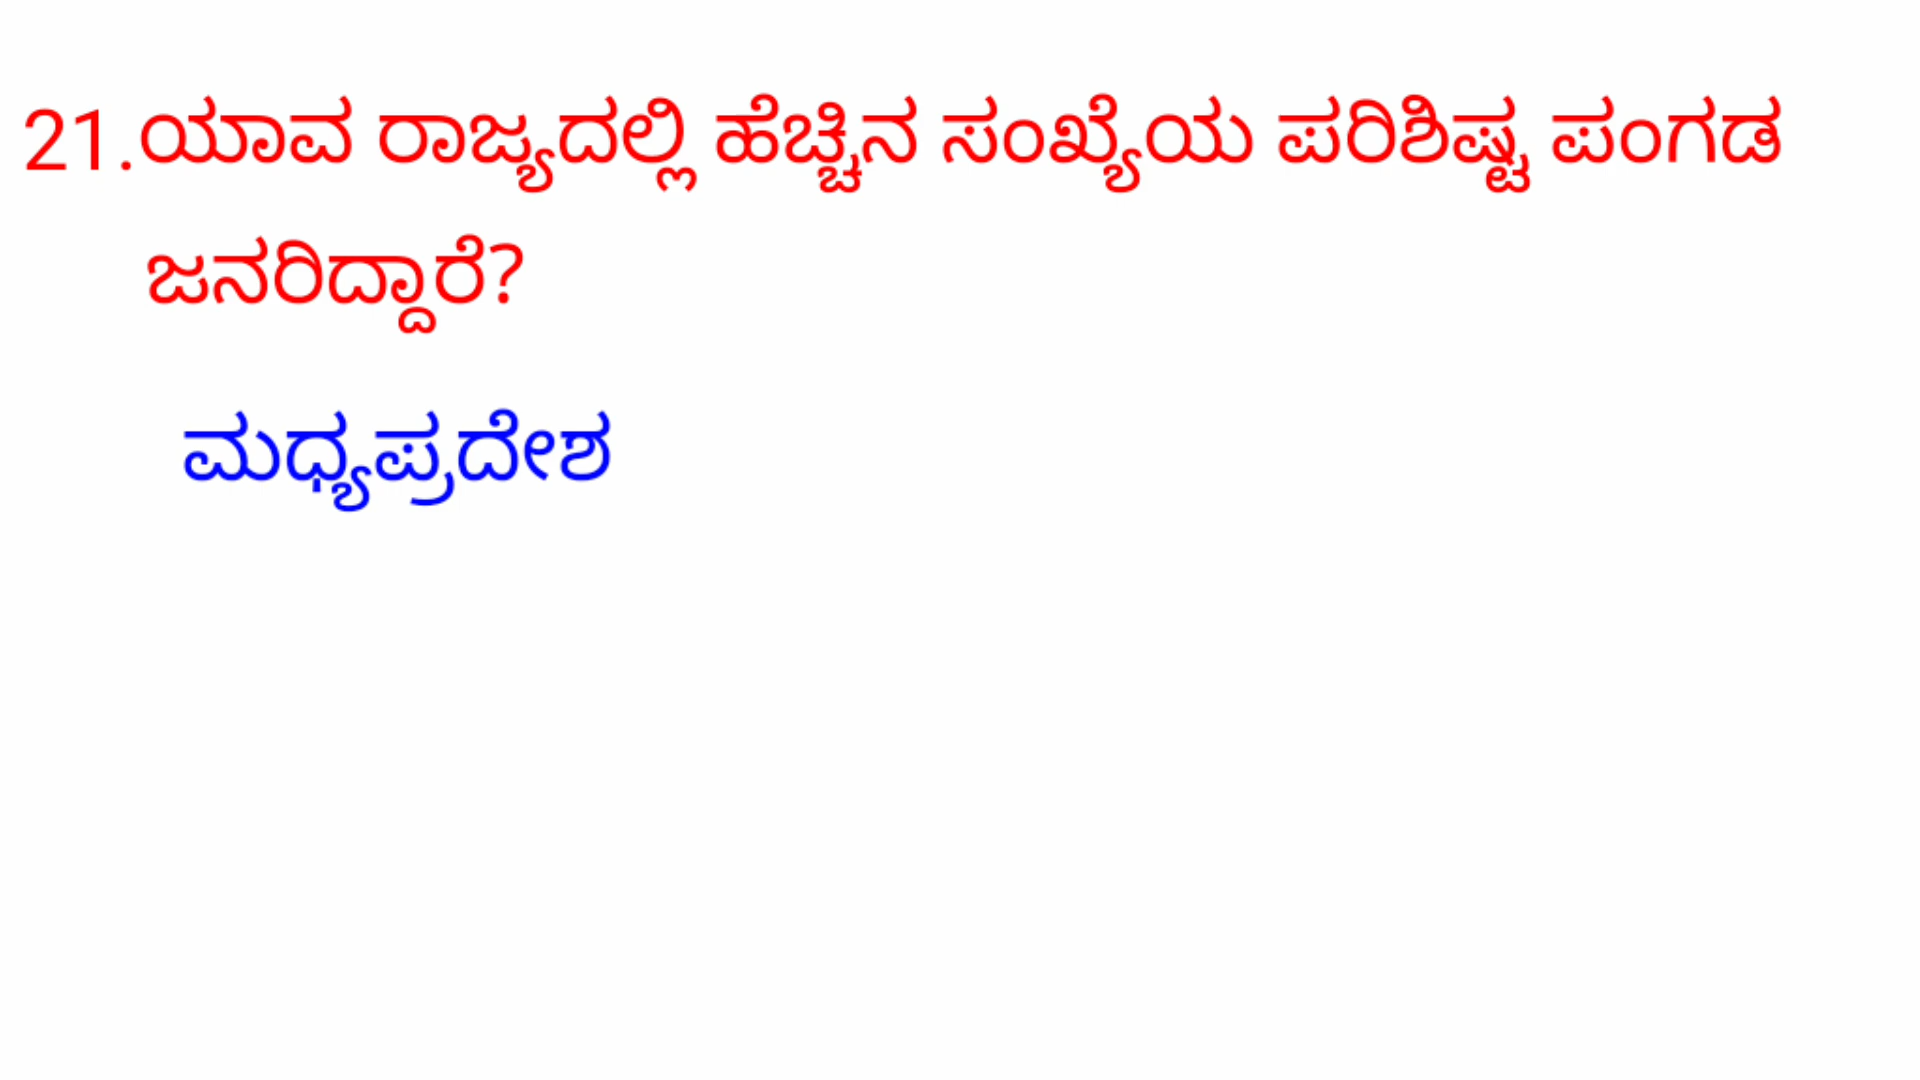 21.ಯಾವ ರಾಜ್ಯದಲ್ಲಿ ಹೆಚ್ಚಿನ ಸಂಖ್ಯೆಯ ಪರಿಶಿಷ್ಟ ಪಂಗಡ
ಜನರಿದ್ದಾರೆ?
ಮಧ್ಯಪ್ರದೇಶ